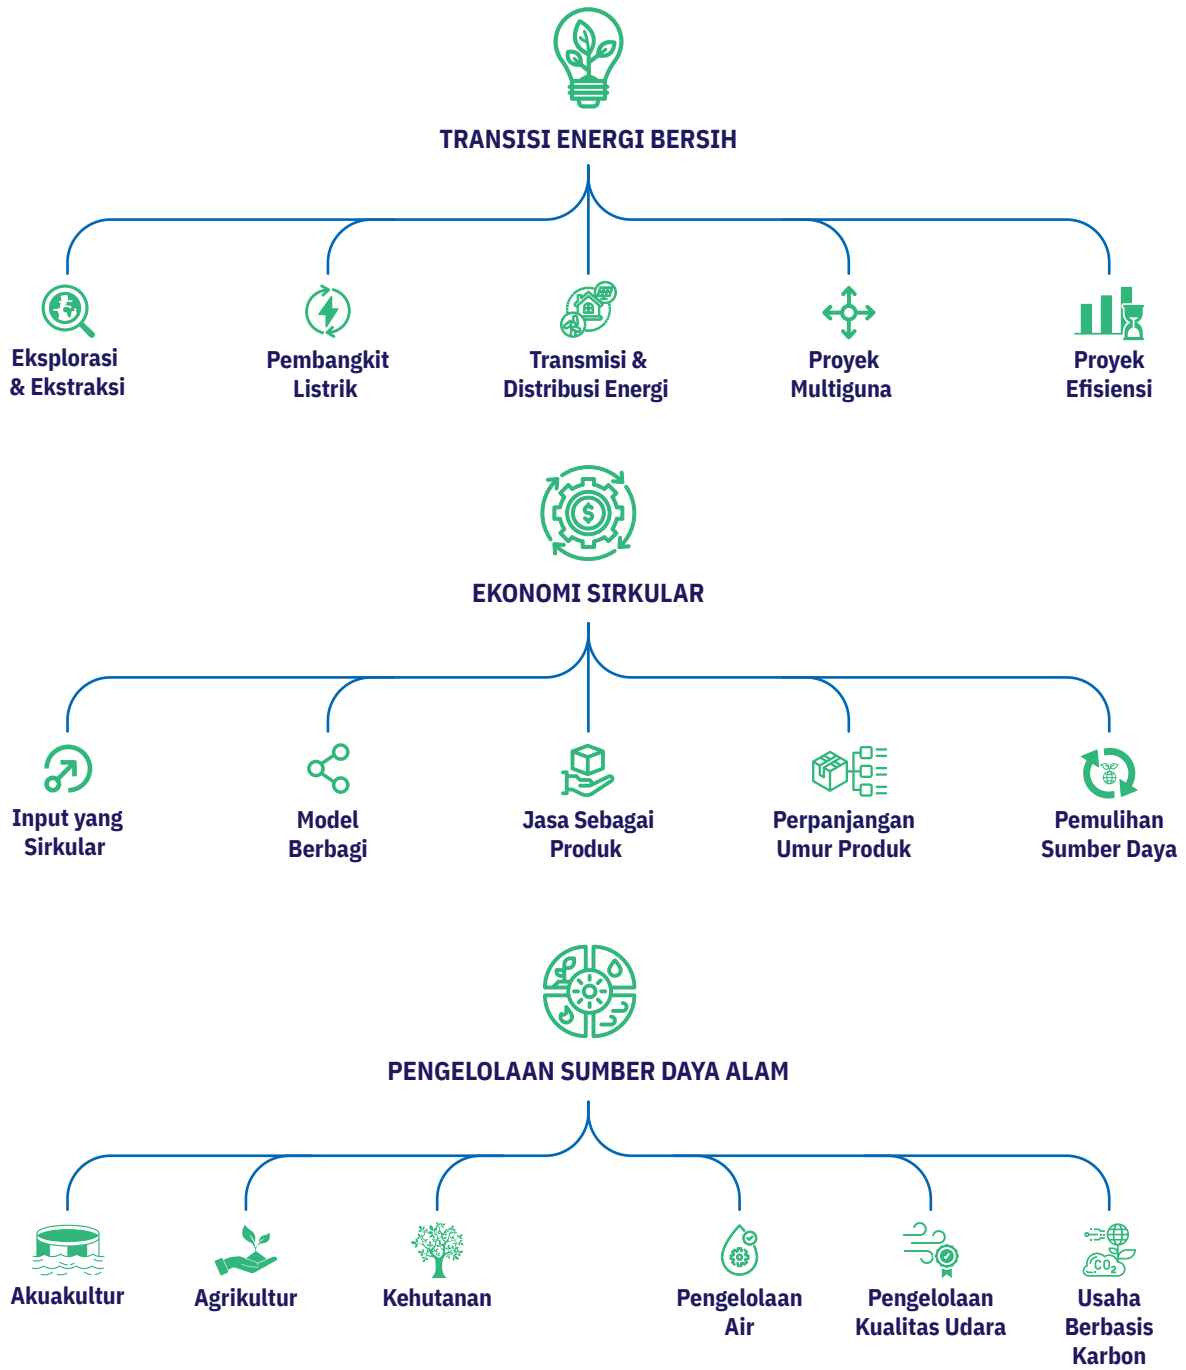 TRANSISI ENERGI BERSIH
Eksplorasi
& Ekstraksi
Pembangkit
Listrik
Transmisi &
Distribusi Energi
Proyek
Multiguna
Proyek
Efisiensi
$
EKONOMI SIRKULAR
Input yang
Sirkular
Model
Berbagi
Jasa Sebagai
Produk
Perpanjangan
Umur Produk
Pemulihan
Sumber Daya
PENGELOLAAN SUMBER DAYA ALAM
Akuakultur
Agrikultur
Kehutanan
Pengelolaan
Air
Pengelolaan
Kualitas Udara
CO₂
Usaha
Berbasis
Karbon